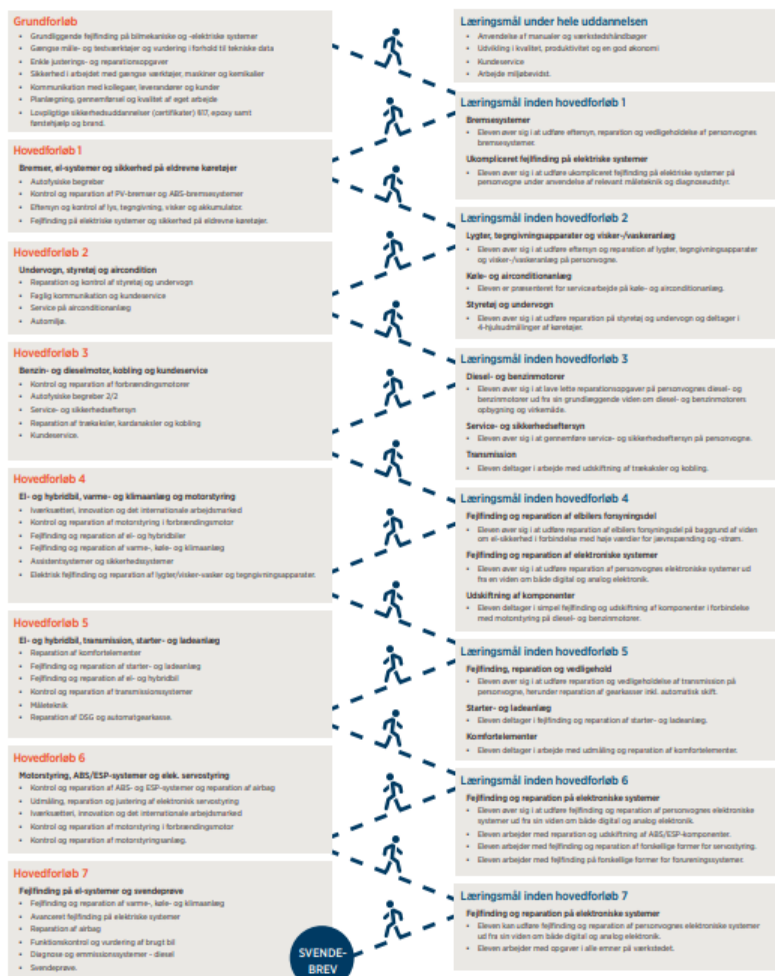 Grundforløb
• Grundliggende fejlfinding på bilmekaniske og -elektriske systemer
• Gængse måle- og testværktøjer og vurdering i forhold til tekniske data
• Enkle justerings- og reparationsopgaver
• Sikkerhed i arbejdet med gængse værktøjer, maskiner og kemikalier
• Kommunikation med kollegaer, leverandører og kunder
• Planlægning, gennemførsel og kvalitet af eget arbejde
• Lovpligtige sikkerhedsuddannelser (certifikater) §17, epoxy samt
førstehjælp og brand.
Hovedforløb 1
Bremser, el-systemer og sikkerhed på eldrevne køretøjer
• Autofysiske begreber
• Kontrol og reparation af PV-bremser og ABS-bremsesystemer
• Eftersyn og kontrol af lys, tegngivning, visker og akkumulator.
• Fejlfinding på elektriske systemer og sikkerhed på eldrevne køretøjer.
Hovedforløb 2
Undervogn, styretøj og aircondition
• Reparation og kontrol af styretøj og undervogn
• Faglig kommunikation og kundeservice
• Service på airconditionanlæg
• Automiljø.
Hovedforløb 3
Benzin- og dieselmotor, kobling og kundeservice
• Kontrol og reparation af forbrændingsmotorer
• Autofysiske begreber 2/2
• Service- og sikkerhedseftersyn
• Reparation af trækaksler, kardanaksler og kobling
• Kundeservice.
Hovedforløb 4
El- og hybridbil, varme- og klimaanlæg og motorstyring
• Iværksætteri, innovation og det internationale arbejdsmarked
• Kontrol og reparation af motorstyring i forbrændingsmotor
• Fejlfinding og reparation af el- og hybridbiler
• Fejlfinding og reparation af varme-, køle- og klimaanlæg
• Assistentsystemer og sikkerhedssystemer
• Elektrisk fejlfinding og reparation af lygter/visker-vasker og tegngivningsapparater.
Hovedforløb 5
El- og hybridbil, transmission, starter- og ladeanlæg
• Reparation af komfortelementer
• Fejlfinding og reparation af starter- og ladeanlæg
• Fejlfinding og reparation af el- og hybridbil
• Kontrol og reparation af transmissionssystemer
• Måleteknik
• Reparation af DSG og automatgearkasse.
Hovedforløb 6
Motorstyring, ABS/ESP-systemer og elek. servostyring
• Kontrol og reparation af ABS- og ESP-systemer og reparation af airbag
• Udmåling, reparation og justering af elektronisk servostyring
• Iværksætteri, innovation og det internationale arbejdsmarked
• Kontrol og reparation af motorstyring i forbrændingsmotor
• Kontrol og reparation af motorstyringsanlæg.
Hovedforløb 7
Fejlfinding på el-systemer og svendeprøve
• Fejlfinding og reparation af varme-, køle- og klimaanlæg
• Avanceret fejlfinding på elektriske systemer
• Reparation af airbag
• Funktionskontrol og vurdering af brugt bil
• Diagnose og emmissionssystemer - diesel
• Svendeprøve.
SVENDE-
BREV
Læringsmål under hele uddannelsen
• Anvendelse af manualer og værkstedshåndbøger
• Udvikling i kvalitet, produktivitet og en god økonomi
• Kundeservice
• Arbejde miljøbevidst.
Læringsmål inden hovedforløb 1
Bremsesystemer
• Eleven øver sig i at udføre eftersyn, reparation og vedligeholdelse af personvognes
bremsesystemer.
Ukompliceret fejlfinding på elektriske systemer
• Eleven øver sig i at udføre ukompliceret fejlfinding på elektriske systemer på
personvogne under anvendelse af relevant måleteknik og diagnoseudstyr.
Læringsmål inden hovedforløb 2
Lygter, tegngivningsapparater og visker-/vaskeranlæg
• Eleven øver sig i at udføre eftersyn og reparation af lygter, tegngivningsapparater
og visker-/vaskeranlæg på personvogne.
Køle- og airconditionanlæg
• Eleven er præsenteret for servicearbejde på køle- og airconditionanlæg.
Styretøj og undervogn
• Eleven øver sig i at udføre reparation på styretøj og undervogn og deltager i
4-hjulsudmålinger af køretøjer.
Læringsmål inden hovedforløb 3
Diesel- og benzinmotorer
• Eleven øver sig i at lave lette reparationsopgaver på personvognes diesel- og
benzinmotorer ud fra sin grundlæggende viden om diesel- og benzinmotorers
opbygning og virkemåde.
Service- og sikkerhedseftersyn
• Eleven øver sig i at gennemføre service- og sikkerhedseftersyn på personvogne.
Transmission
• Eleven deltager i arbejde med udskiftning af trækaksler og kobling.
Læringsmål inden hovedforløb 4
Fejlfinding og reparation af elbilers forsyningsdel
• Eleven øver sig i at udføre reparation af elbilers forsyningsdel på baggrund af viden
om el-sikkerhed i forbindelse med høje værdier for jævnspænding og -strøm.
Fejlfinding og reparation af elektroniske systemer
• Eleven øver sig i at udføre reparation af personvognes elektroniske systemer ud
fra en viden om både digital og analog elektronik.
Udskiftning af komponenter
• Eleven deltager i simpel fejlfinding og udskiftning af komponenter i forbindelse
med motorstyring på diesel- og benzinmotorer.
Læringsmål inden hovedforløb 5
Fejlfinding, reparation og vedligehold
• Eleven øver sig i at udføre reparation og vedligeholdelse af transmission på
personvogne, herunder reparation af gearkasser inkl. automatisk skift.
Starter- og ladeanlæg
• Eleven deltager i fejlfinding og reparation af starter- og ladeanlæg.
Komfortelementer
• Eleven deltager i arbejde med udmåling og reparation af komfortelementer.
Læringsmål inden hovedforløb 6
Fejlfinding og reparation på elektroniske systemer
• Eleven øver sig i at udføre fejlfinding og reparation af personvognes elektroniske
systemer ud fra sin viden om både digital og analog elektronik.
• Eleven arbejder med reparation og udskiftning af ABS/ESP-komponenter.
• Eleven arbejder med fejlfinding og reparation af forskellige former for servostyring.
• Eleven arbejder med fejlfinding på forskellige former for forureningssystemer.
Læringsmål inden hovedforløb 7
Fejlfinding og reparation på elektroniske systemer
• Eleven kan udføre fejlfinding og reparation af personvognes elektroniske systemer
ud fra sin viden om både digital og analog elektronik.
• Eleven arbejder med opgaver i alle emner på værkstedet.